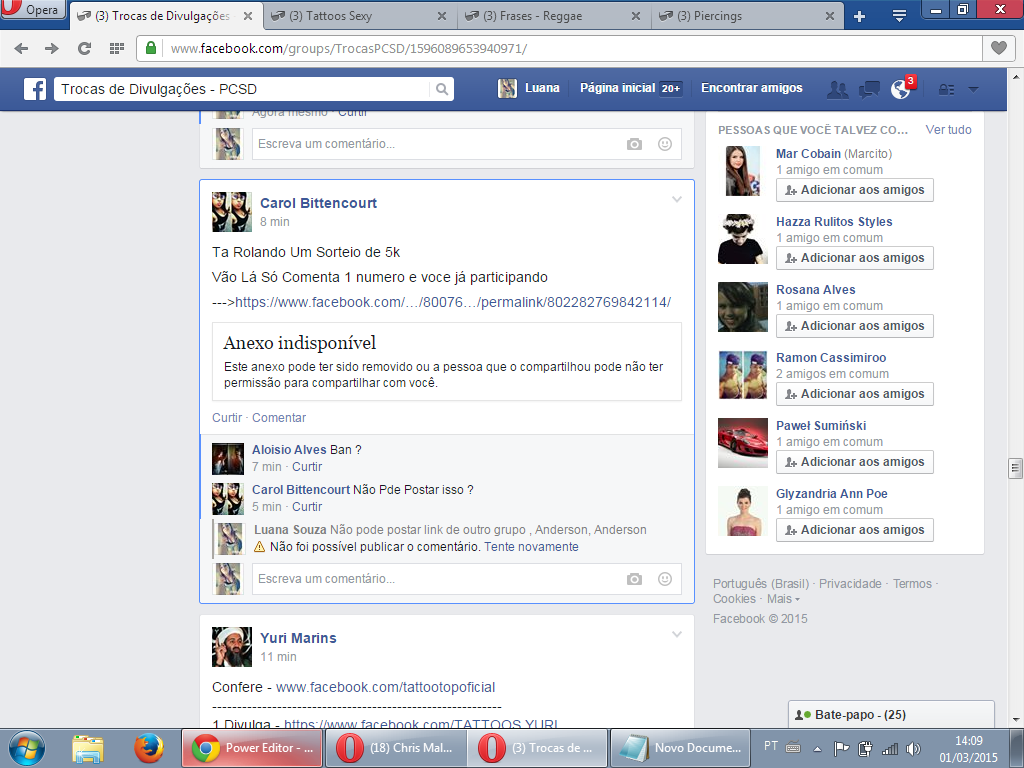 Opera
(3) Trocas de Divulgações
(3) Tattoos Sexy
(3) Frases - Reggae
(3) Piercings
www.facebook.com/groups/TrocasPCSD/1596089653940971/
Trocas de Divulgações - PCSD
Luana
Página inicial 20+
Encontrar amigos
3
Agora mesmo · Curtir
Escreva um comentário...
Carol Bittencourt
8 min
Ta Rolando Um Sorteio de 5k
Vão Lá Só Comenta 1 numero e voce já participando
--->https://www.facebook.com/…/80076…/permalink/802282769842114/
Anexo indisponível
Este anexo pode ter sido removido ou a pessoa que o compartilhou pode não ter
permissão para compartilhar com você.
Curtir · Comentar
Aloisio Alves Ban ?
7 min · Curtir
Carol Bittencourt Não Pde Postar isso ?
5 min · Curtir
Luana Souza Não pode postar link de outro grupo , Anderson, Anderson
Não foi possível publicar o comentário. Tente novamente
Escreva um comentário...
Yuri Marins
11 min
Confere - www.facebook.com/tattootopoficial
----------------------------------------------------------
1 Divulga - https://www.facebook.com/TATTOOS.YURI
PESSOAS QUE VOCÊ TALVEZ CO...
Ver tudo
Mar Cobain (Marcito)
1 amigo em comum
Adicionar aos amigos
Hazza Rulitos Styles
1 amigo em comum
Adicionar aos amigos
Rosana Alves
1 amigo em comum
Adicionar aos amigos
Ramon Cassimiroo
2 amigos em comum
Adicionar aos amigos
Paweł Sumiński
1 amigo em comum
Adicionar aos amigos
Glyzandria Ann Poe
1 amigo em comum
Adicionar aos amigos
Português (Brasil) · Privacidade · Termos ·
Cookies · Mais
Facebook © 2015
Bate-papo - (25)
Power Editor - ...
(18) Chris Mal...
(3) Trocas de ...
Novo Docume...
PT
14:09
01/03/2015